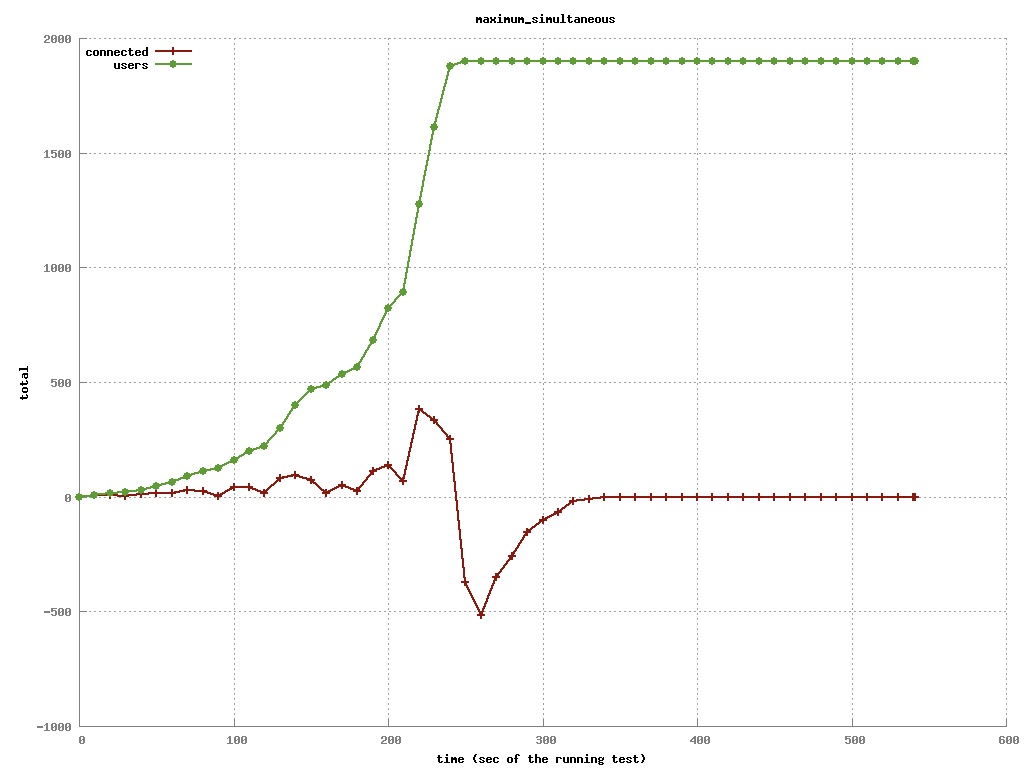 maximum_simultaneous
2000
connected
users
1500
1000
500
total
0
-500
-1000
0 100 200 300 400 500 600
time (sec of the running test)